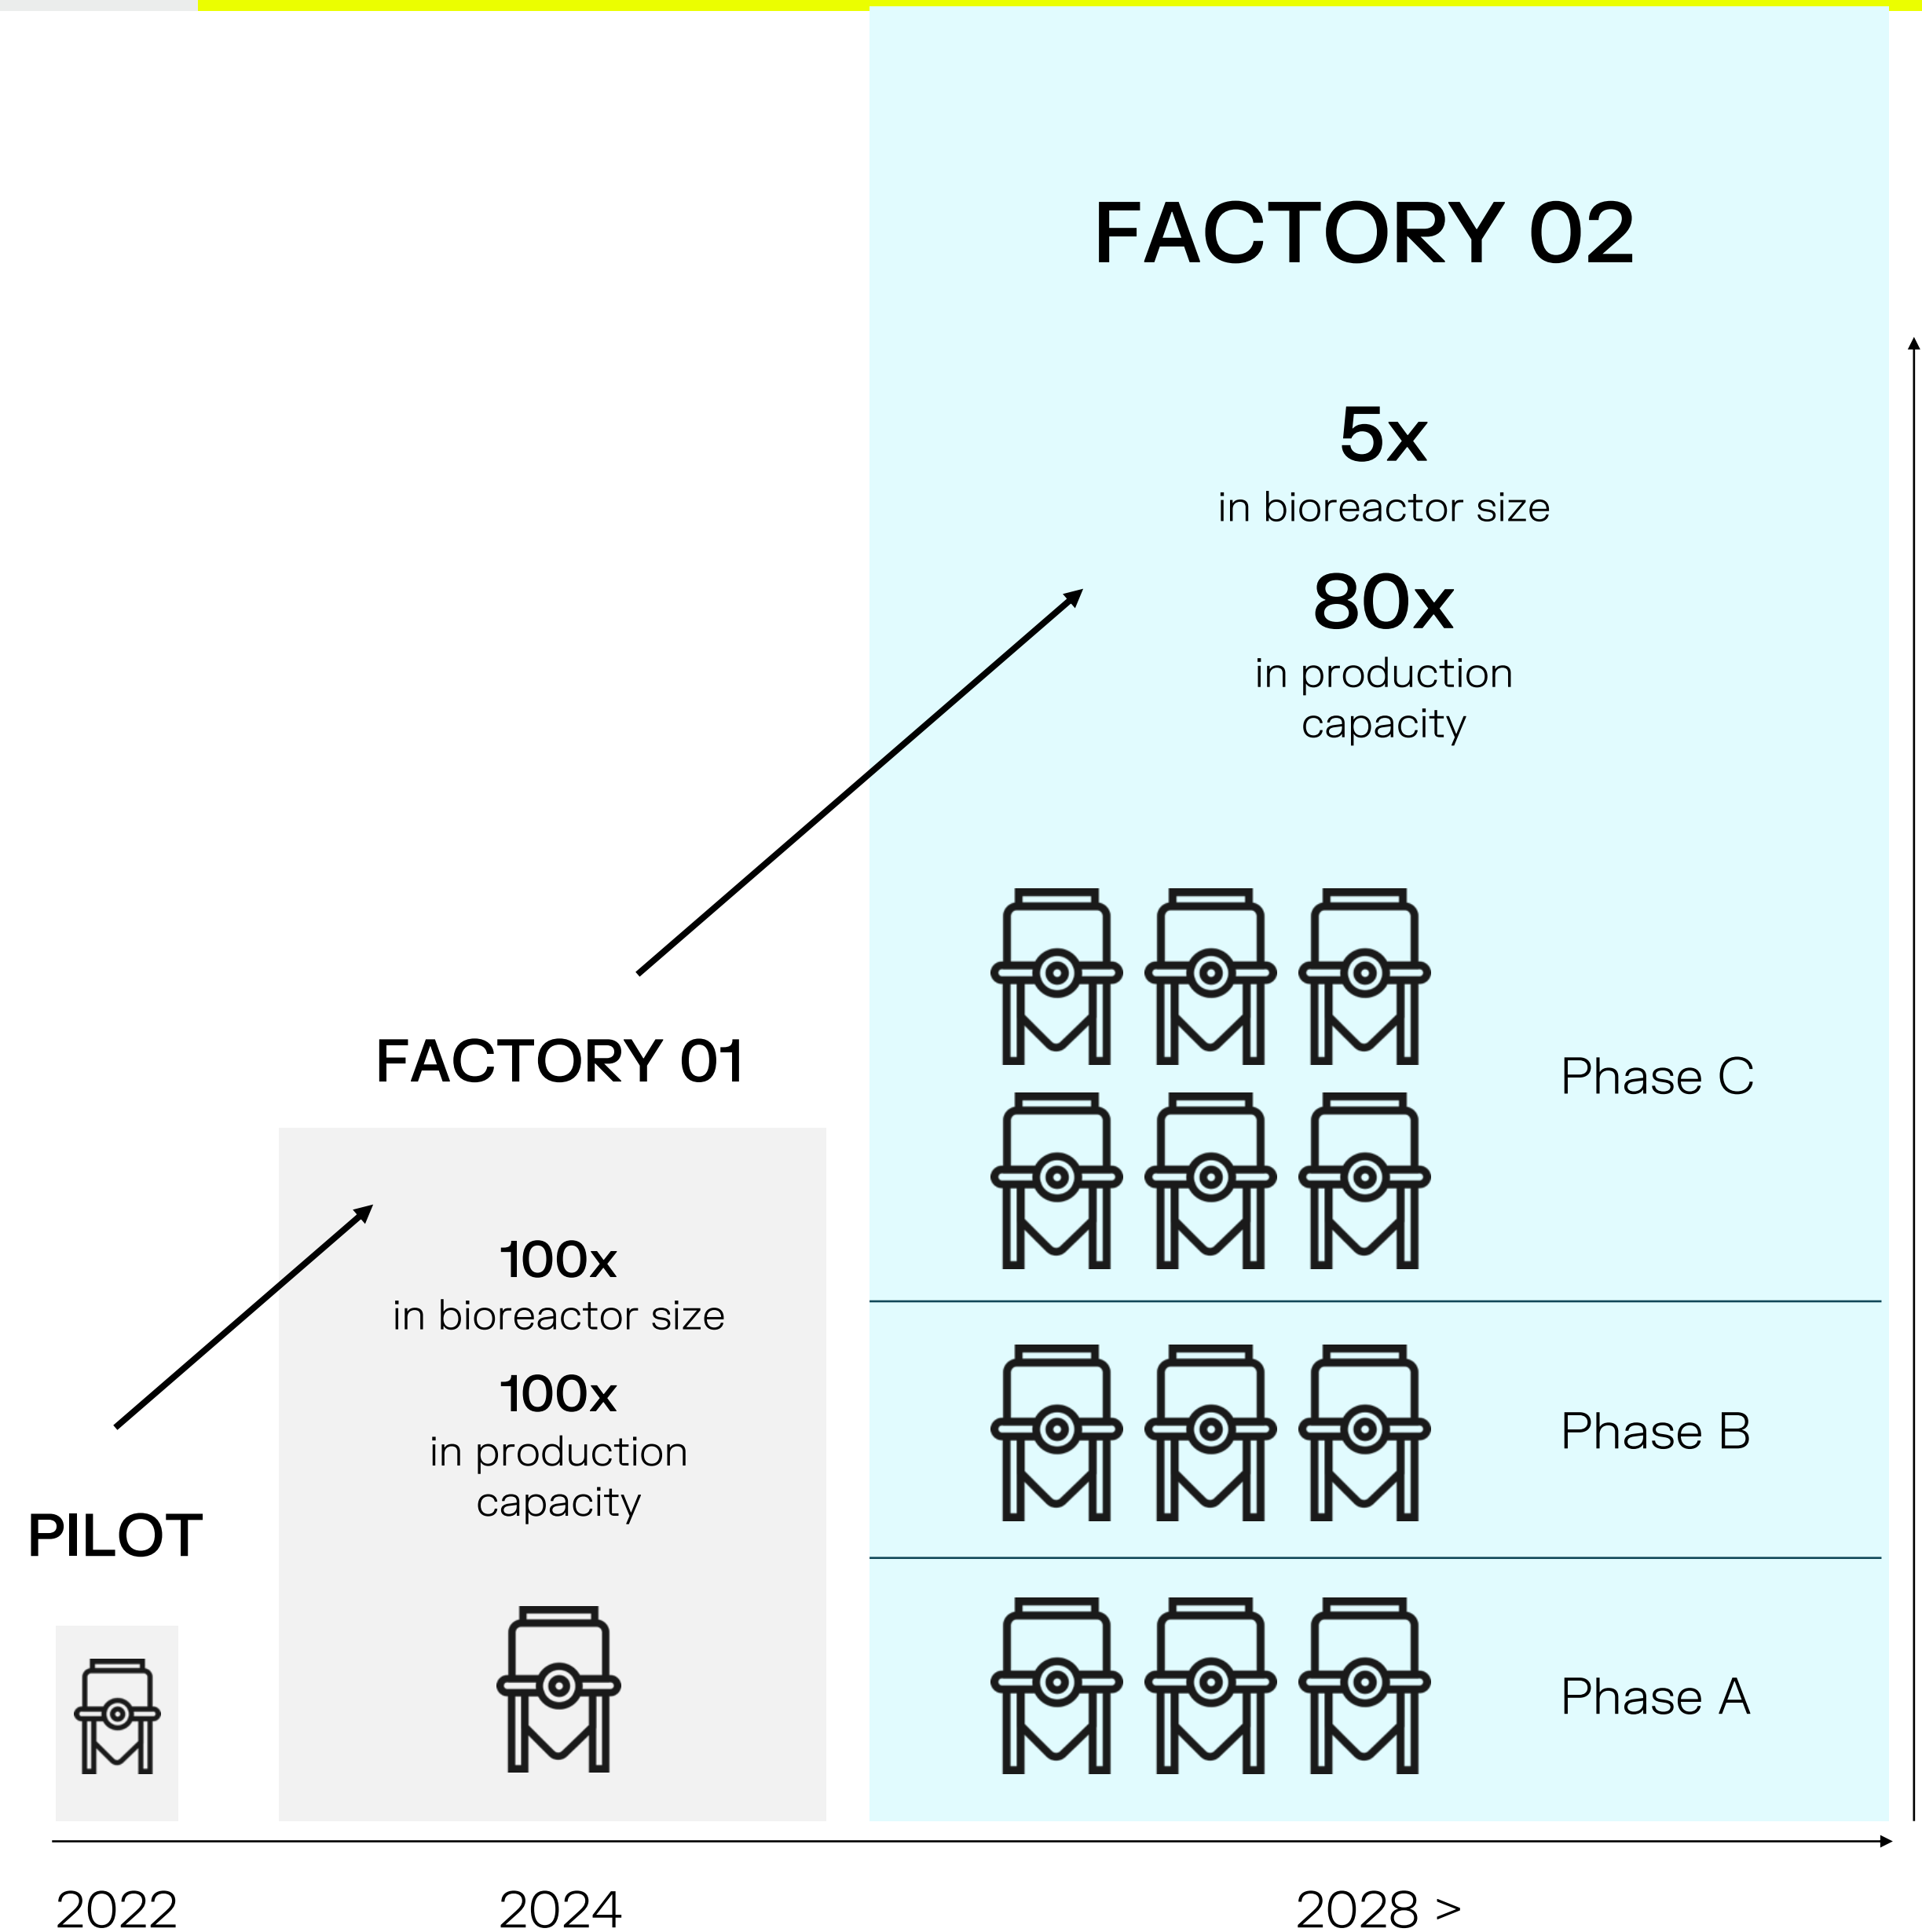 FACTORY 02
5x
in bioreactor size
80x
in production
capacity
Phase C
Phase B
Phase A
FACTORY 01
100x
in bioreactor size
100x
in production
capacity
PILOT
2022
2024
2028 >